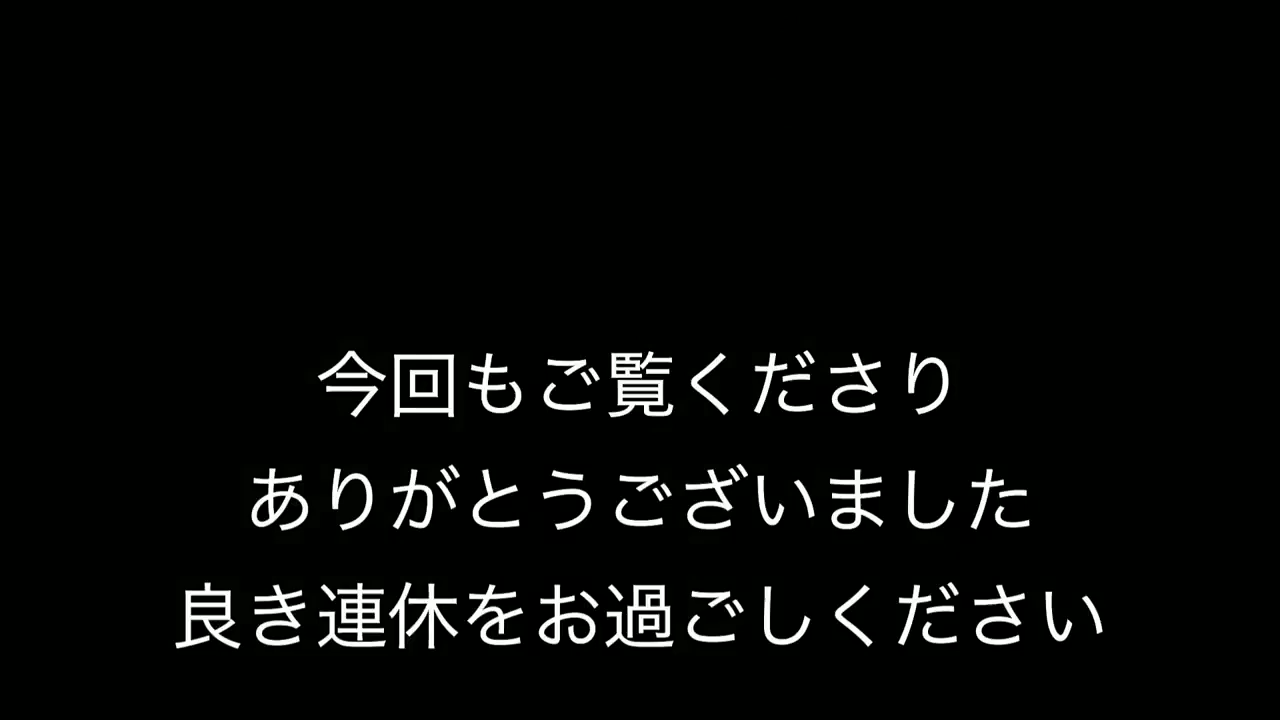 今回もご覧くださり
ありがとうございました
良き連休をお過ごしください